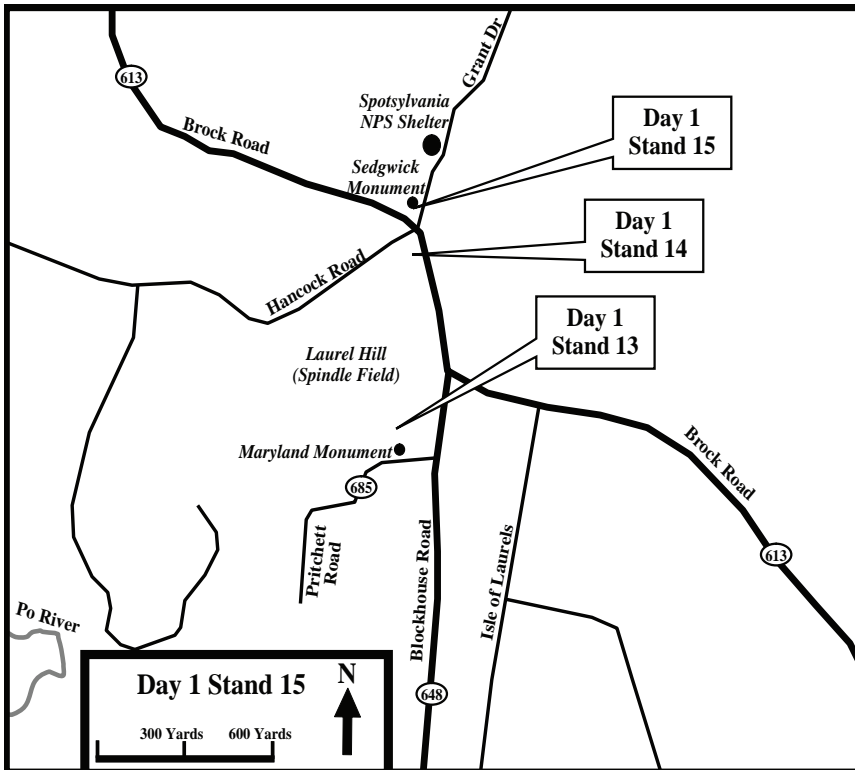 Grant Dr
613
Spotsylvania
NPS Shelter
Brock Road
Day 1
Stand 15
Sedgwick
Monument
Day 1
Stand 14
Hancock Road
Day 1
Stand 13
Laurel Hill
(Spindle Field)
Maryland Monument
685
Brock Road
Pritchett
Road
Blockhouse Road
Isle of Laurels
613
Po River
648
Day 1 Stand 15
N
300 Yards
600 Yards